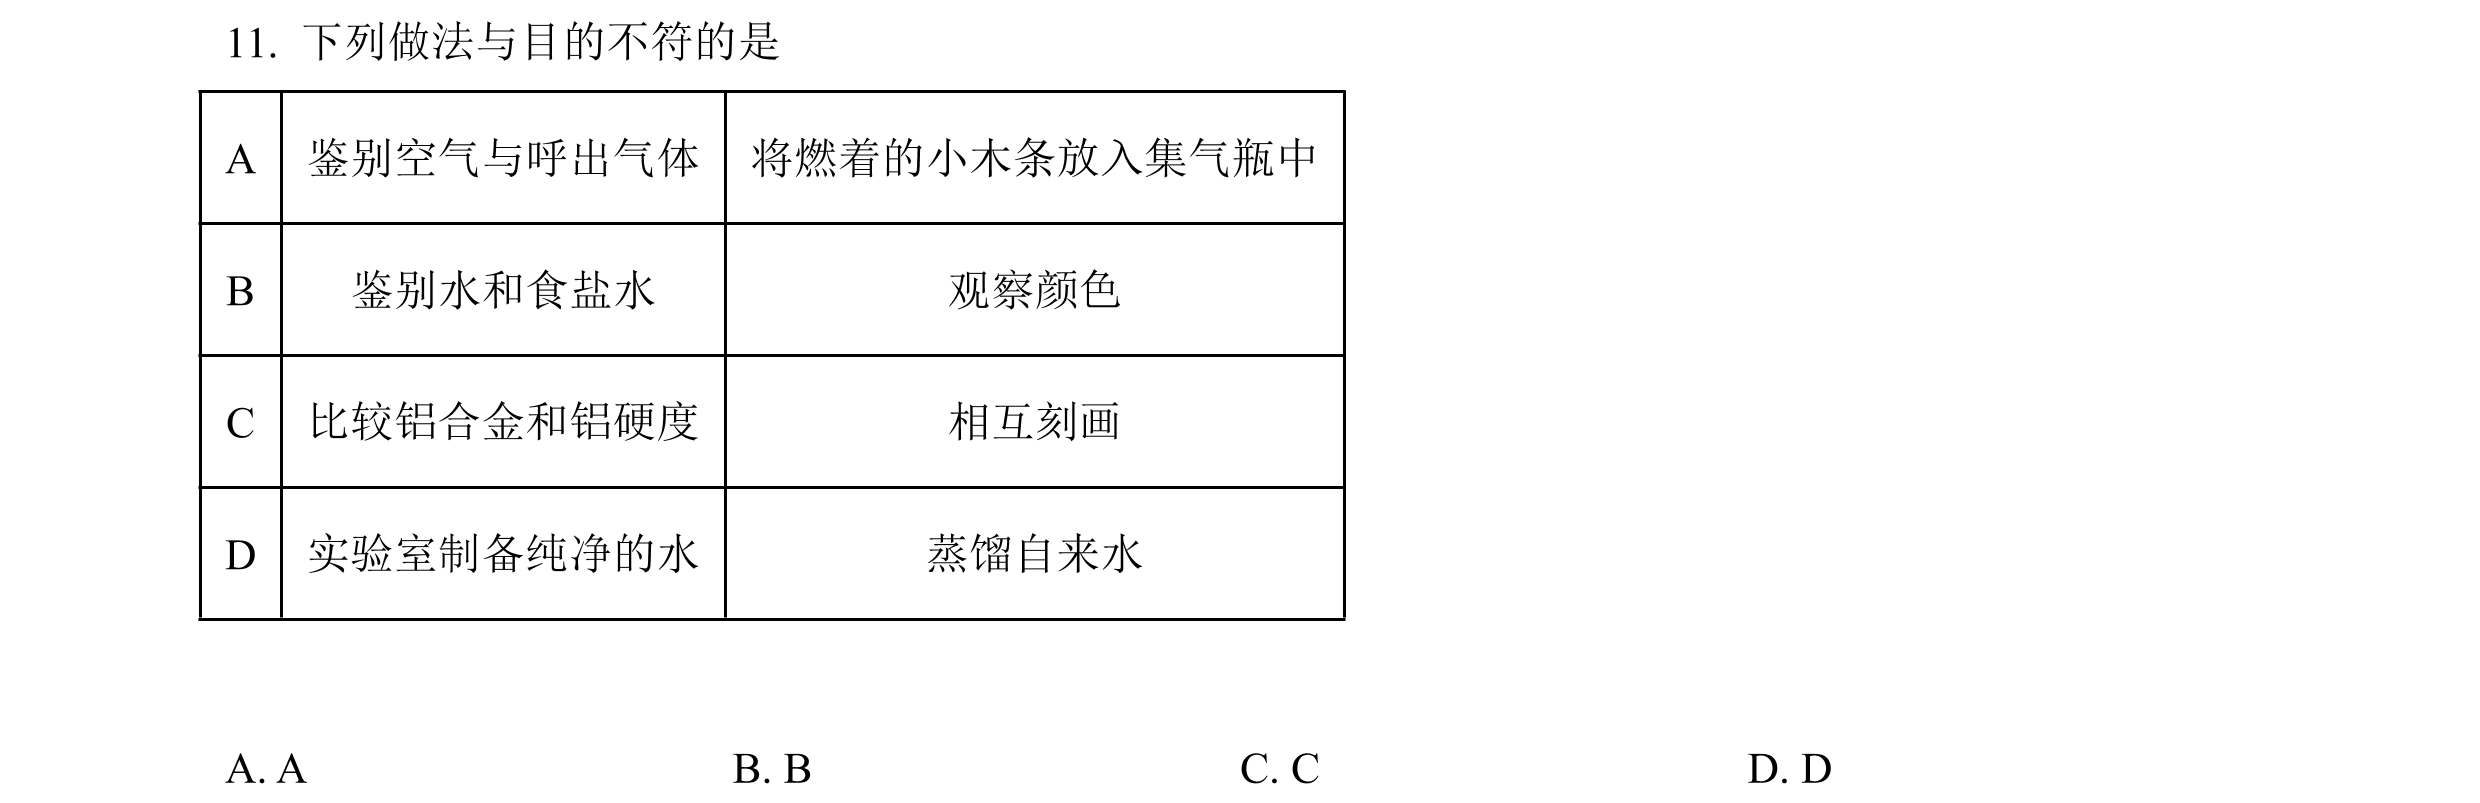 11. 下列做法与目的不符的是
A 鉴别空气与呼出气体 将燃着的小木条放入集气瓶中
B 鉴别水和食盐水 观察颜色
C 比较铝合金和铝硬度 相互刻画
D 实验室制备纯净的水 蒸馏自来水
A. A B. B C. C D. D